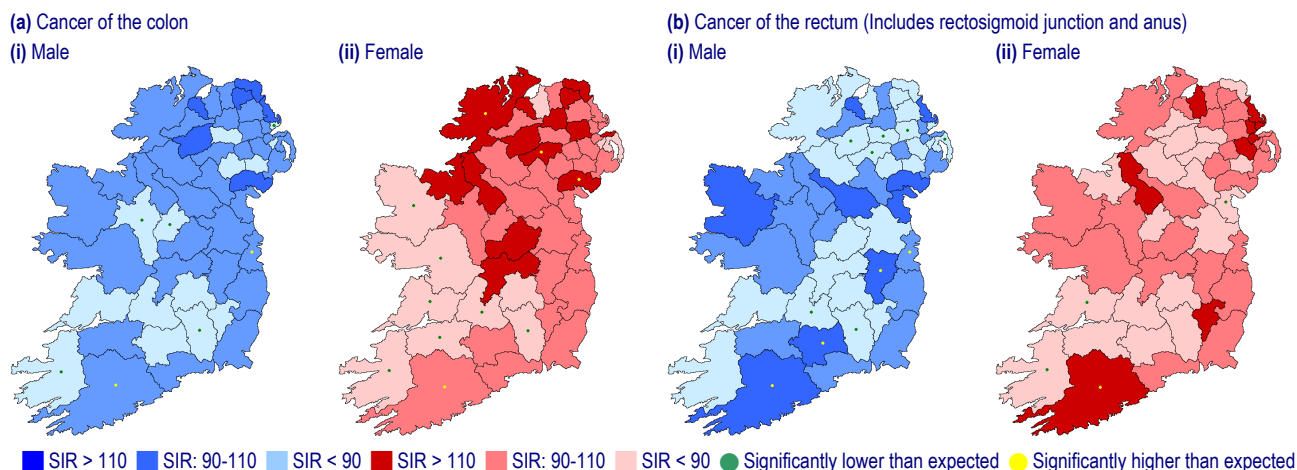 (a) Cancer of the colon
(b) Cancer of the rectum (Includes rectosigmoid junction and anus)
(i) Male
(ii) Female
(i) Male
(ii) Female
SIR > 110 SIR: 90-110 SIR < 90 SIR > 110 SIR: 90-110 SIR < 90 Significantly lower than expected Significantly higher than expected